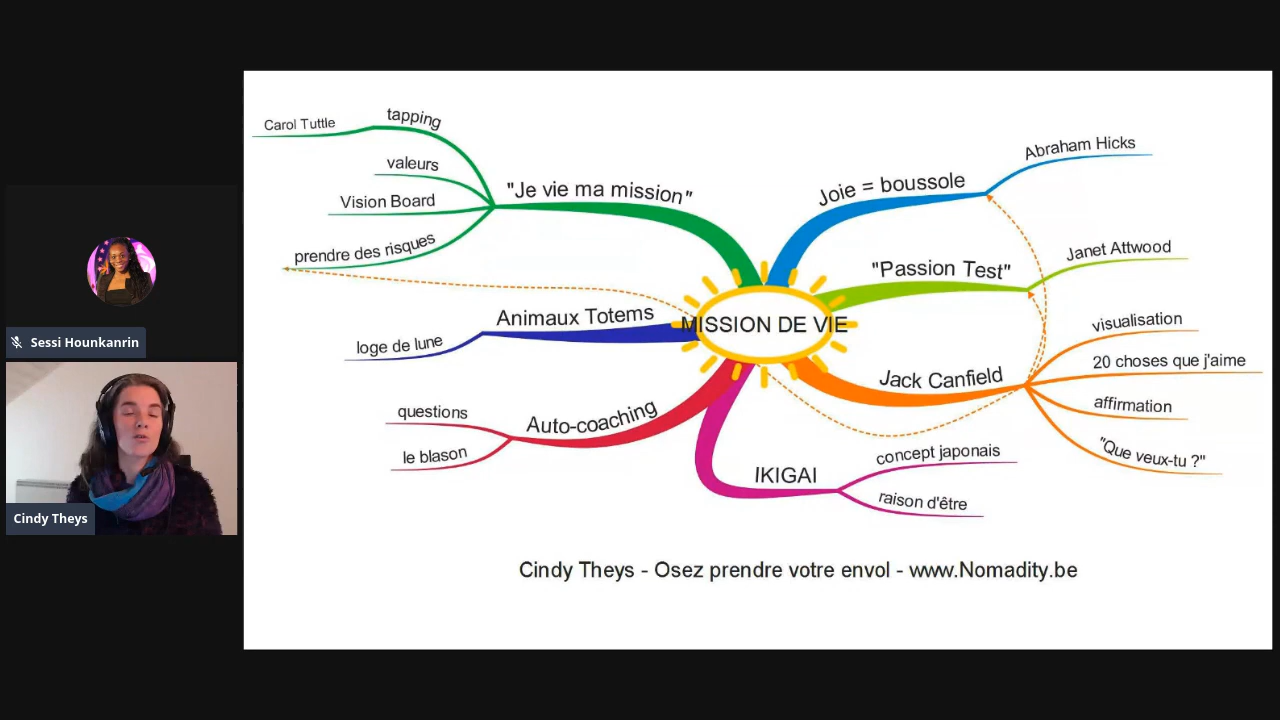 Sessi Hounkanrin
Cindy Theys
Carol Tuttle
tapping
valeurs
Vision Board
prendre des risques
"Je vie ma mission"
Animaux Totems
loge de lune
Auto-coaching
questions
le blason
MISSION DE VIE
Joie = boussole
Abraham Hicks
"Passion Test"
Janet Attwood
Jack Canfield
visualisation
20 choses que j'aime
affirmation
"Que veux-tu ?"
IKIGAI
concept japonais
raison d'être
Cindy Theys - Osez prendre votre envol - www.Nomadity.be